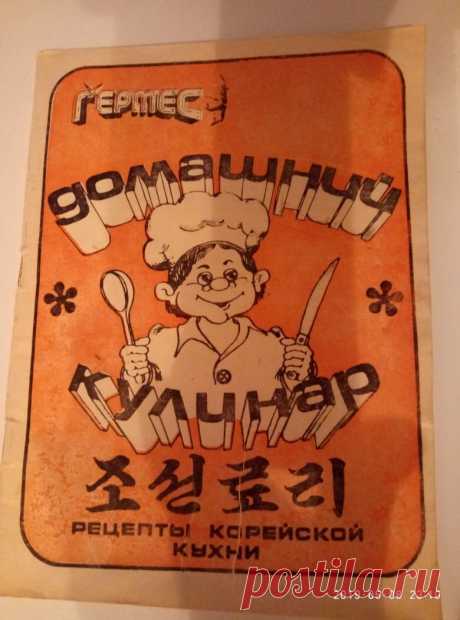 ГЕРМЕС
домашний
кулинар
조선료리
РЕЦЕПТЫ КОРЕЙСКОЙ
КУХНИ
postila.ru